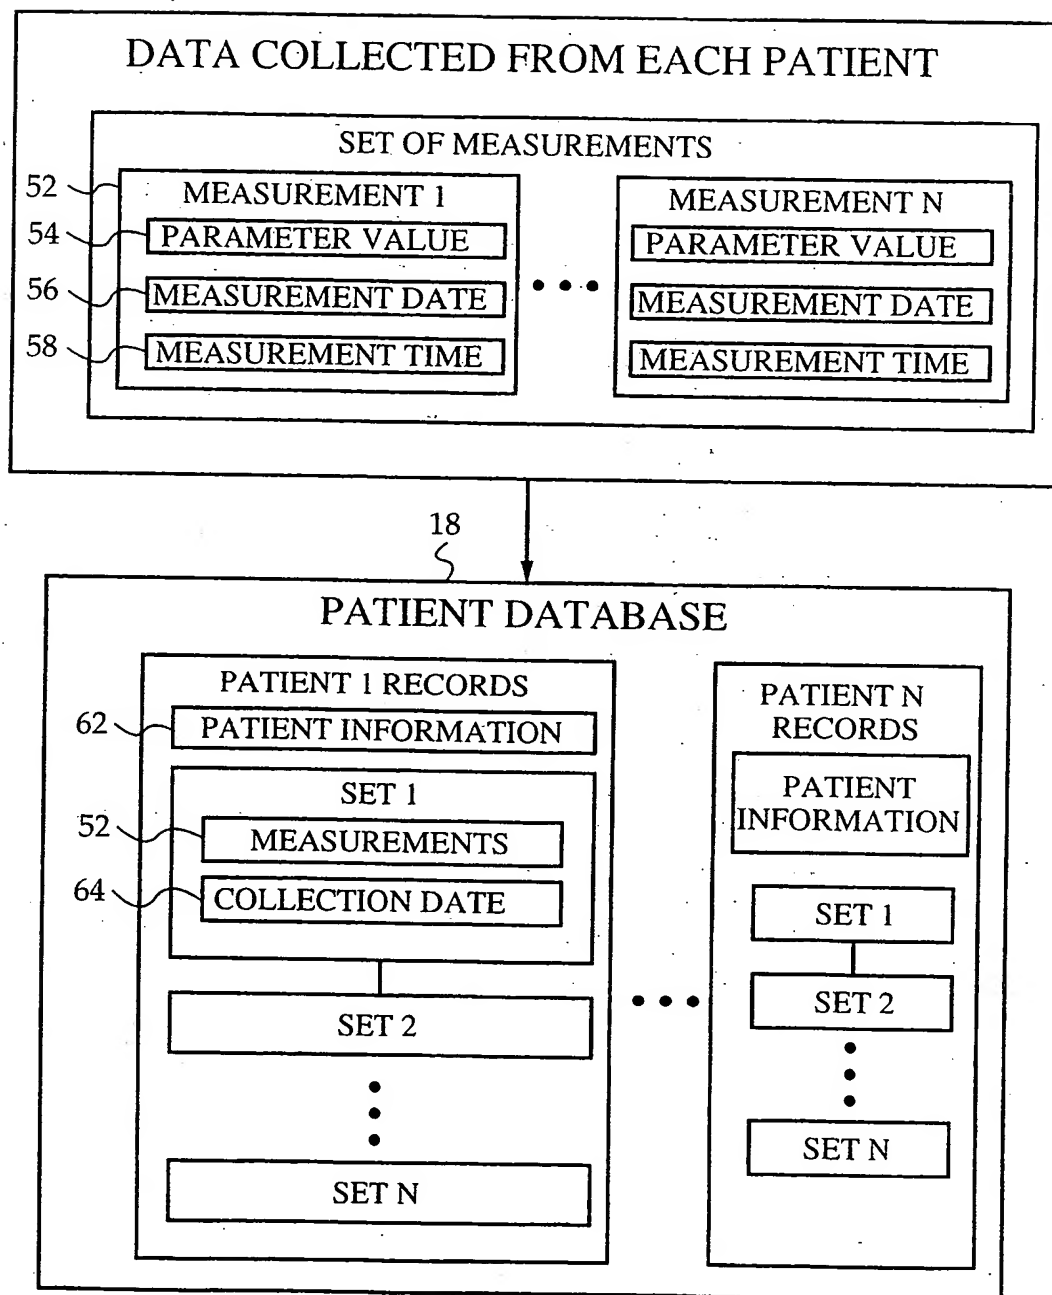 DATA COLLECTED FROM EACH PATIENT
SET OF MEASUREMENTS
52
MEASUREMENT 1
54
PARAMETER VALUE
56
MEASUREMENT DATE
58
MEASUREMENT TIME
MEASUREMENT N
PARAMETER VALUE
MEASUREMENT DATE
MEASUREMENT TIME
18
PATIENT DATABASE
PATIENT 1 RECORDS
62
PATIENT INFORMATION
SET 1
52
MEASUREMENTS
64
COLLECTION DATE
SET 2
SET N
PATIENT N
RECORDS
PATIENT
INFORMATION
SET 1
SET 2
SET N